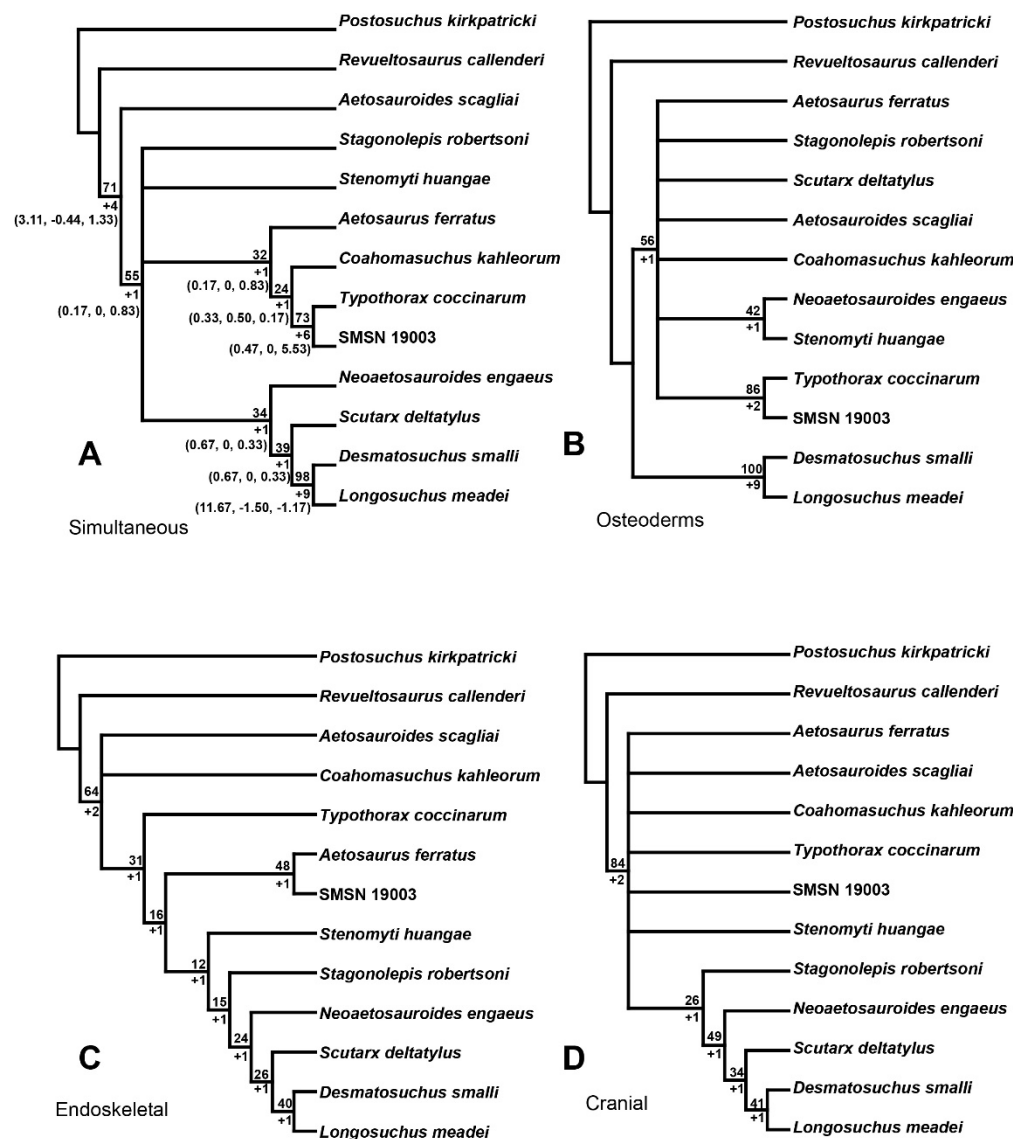 Postosuchus kirkpatricki
Revueltosaurus callenderi
Aetosauroides scagliai
Stagonolepis robertsoni
Stenomyti huangae
71
+4
(3.11, -0.44, 1.33)
Aetosaurus ferratus
32
+1
(0.17, 0, 0.83)
Coahomasuchus kahleorum
55
+1
(0.17, 0, 0.83)
24
+1
(0.33, 0.50, 0.17)
Typothorax coccinarum
73
+6
(0.47, 0, 5.53)
SMSN 19003
Neoaetosauroides engaeus
34
+1
(0.67, 0, 0.33)
Scutarx deltatylus
39
+1
(0.67, 0, 0.33)
Desmatosuchus smalli
98
+9
(11.67, -1.50, -1.17)
Longosuchus meadei
A
Simultaneous
Postosuchus kirkpatricki
Revueltosaurus callenderi
Aetosaurus ferratus
Stagonolepis robertsoni
Scutarx deltatylus
Aetosauroides scagliai
56
+1
Coahomasuchus kahleorum
Neoaetosauroides engaeus
42
+1
Stenomyti huangae
Typothorax coccinarum
86
+2
SMSN 19003
Desmatosuchus smalli
100
+9
Longosuchus meadei
B
Osteoderms
Postosuchus kirkpatricki
Revueltosaurus callenderi
Aetosauroides scagliai
Coahomasuchus kahleorum
64
+2
Typothorax coccinarum
31
+1
Aetosaurus ferratus
48
+1
SMSN 19003
16
+1
Stenomyti huangae
12
+1
Stagonolepis robertsoni
15
+1
Neoaetosauroides engaeus
24
+1
Scutarx deltatylus
26
+1
Desmatosuchus smalli
40
+1
Longosuchus meadei
C
Endoskeletal
Postosuchus kirkpatricki
Revueltosaurus callenderi
Aetosaurus ferratus
Aetosauroides scagliai
Coahomasuchus kahleorum
Typothorax coccinarum
84
+2
SMSN 19003
Stenomyti huangae
Stagonolepis robertsoni
26
+1
Neoaetosauroides engaeus
49
+1
Scutarx deltatylus
34
+1
Desmatosuchus smalli
41
+1
Longosuchus meadei
D
Cranial